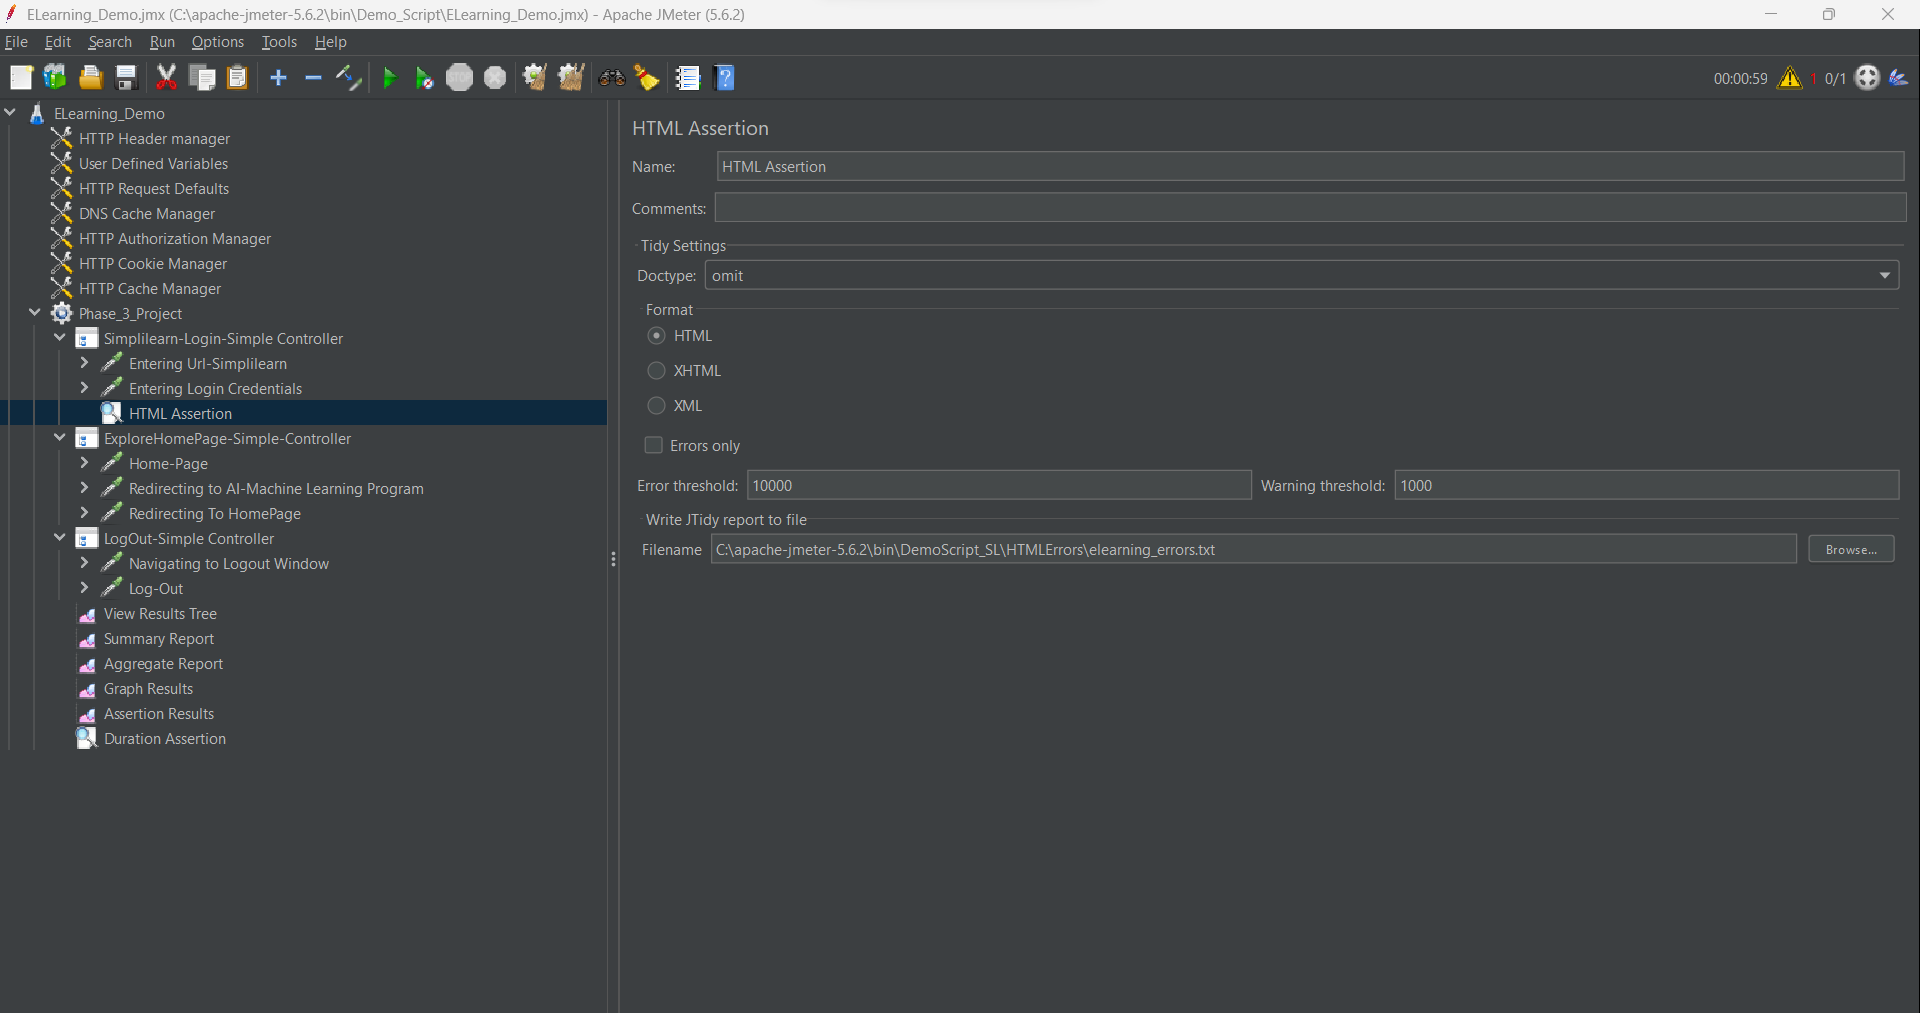 ELearning_Demo.jmx (C:\apache-jmeter-5.6.2\bin\Demo_Script\ELearning_Demo.jmx) - Apache JMeter (5.6.2)
File Edit Search Run Options Tools Help
STOP
00:00:59 1 0/1
ELearning_Demo
HTTP Header manager
User Defined Variables
HTTP Request Defaults
DNS Cache Manager
HTTP Authorization Manager
HTTP Cookie Manager
HTTP Cache Manager
Phase_3_Project
Simplilearn-Login-Simple Controller
Entering Url-Simplilearn
Entering Login Credentials
HTML Assertion
ExploreHomePage-Simple-Controller
Home-Page
Redirecting to AI-Machine Learning Program
Redirecting To HomePage
LogOut-Simple Controller
Navigating to Logout Window
Log-Out
View Results Tree
Summary Report
Aggregate Report
Graph Results
Assertion Results
Duration Assertion
HTML Assertion
Name: HTML Assertion
Comments:
Tidy Settings
Doctype: omit
Format
HTML
XHTML
XML
Errors only
Error threshold: 10000 Warning threshold: 1000
Write JTidy report to file
Filename C:\apache-jmeter-5.6.2\bin\DemoScript_SL\HTMLErrors\elearning_errors.txt Browse...